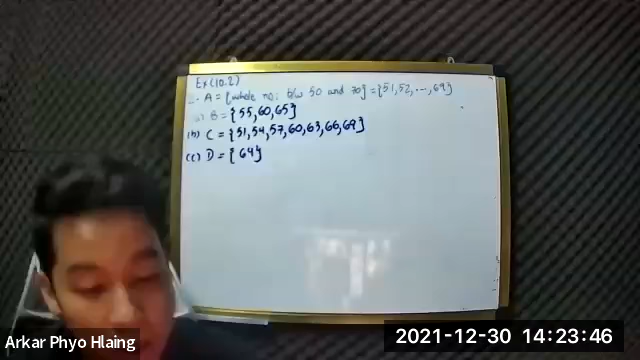 Ex(10.2)
A = {whole no: b/w 50 and 70} = {51,52, ..., 69}
(a) B = {55,60,65}
(b) C = {51,54,57,60,63,66,69}
(c) D = {64}
Arkar Phyo Hlaing
2021-12-30 14:23:46